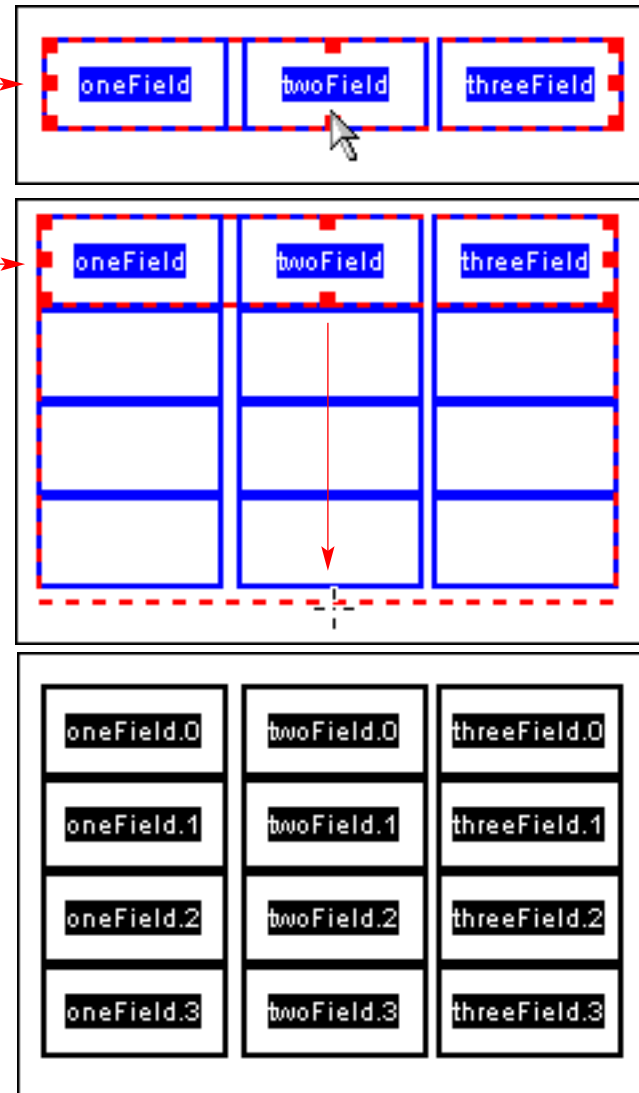 oneField twoField threeField
oneField twoField threeField
oneField.0 twoField.0 threeField.0
oneField.1 twoField.1 threeField.1
oneField.2 twoField.2 threeField.2
oneField.3 twoField.3 threeField.3